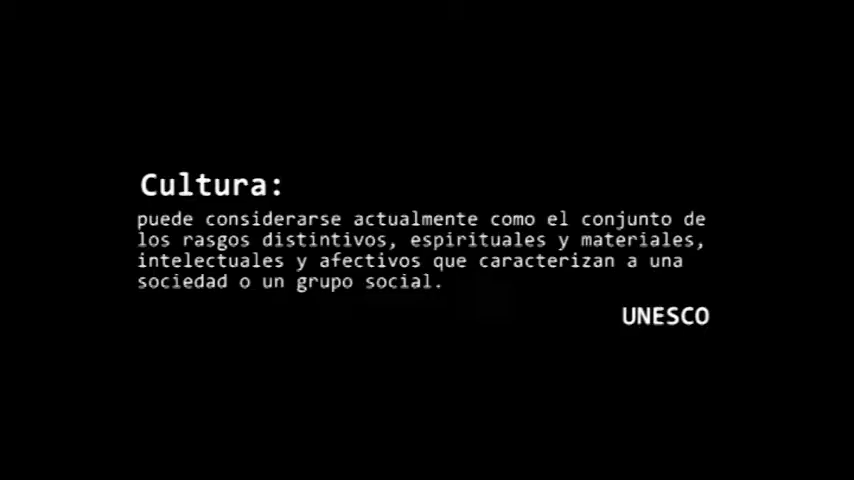 Cultura:
puede considerarse actualmente como el conjunto de
los rasgos distintivos, espirituales y materiales,
intelectuales y afectivos que caracterizan a una
sociedad o un grupo social.
UNESCO